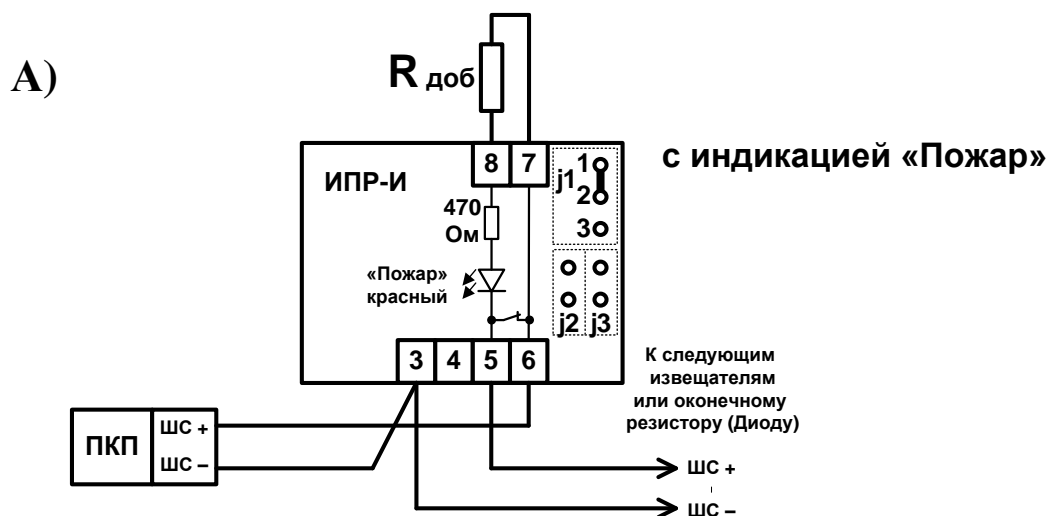 А)
R доб
с индикацией «Пожар»
ИПР-И
8 7
j1
1
2
3
470
Ом
«Пожар»
красный
j2 j3
3 4 5 6
К следующим
извещателям
или оконечному
резистору (Диоду)
ПКП
ШС +
ШС –
ШС +
ШС –